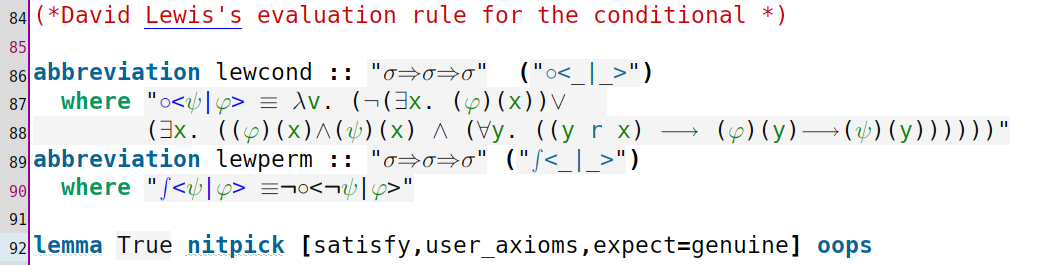 84 (*David Lewis's evaluation rule for the conditional *)
85
86 abbreviation lewcond :: "σ⇒σ⇒σ" ("∘<_|_>")
87 where "∘<ψ|φ> ≡ λv. (¬(∃x. (φ)(x))∨
88 (∃x. ((φ)(x)∧(ψ)(x) ∧ (∀y. ((y r x) ⟶ (φ)(y)⟶(ψ)(y))))))"
89 abbreviation lewperm :: "σ⇒σ⇒σ" ("∫<_|_>")
90 where "∫<ψ|φ> ≡¬∘<¬ψ|φ>"
91
92 lemma True nitpick [satisfy,user_axioms,expect=genuine] oops